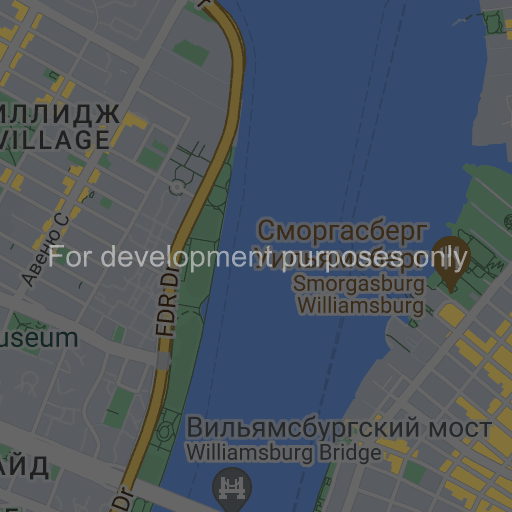 ИЛЛИДЖ
VILLAGE
Авеню C
FDR Dr
Сморгасберг
For development purposes only
Smorgasburg
Williamsburg
useum
Вильямсбургский мост
Williamsburg Bridge
АЙД
Dr